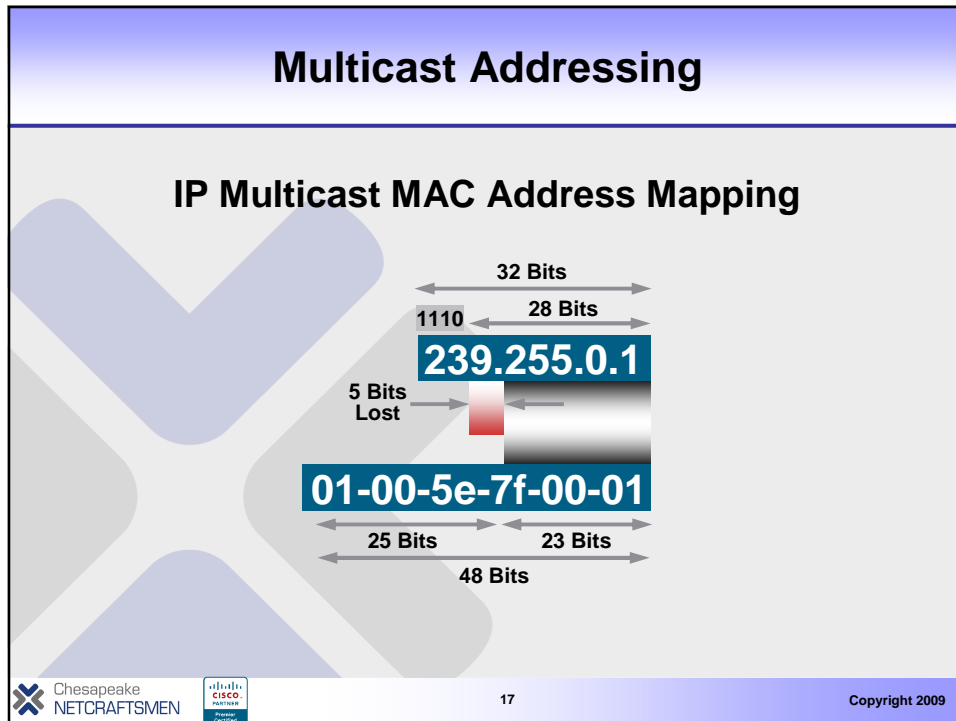 Multicast Addressing
IP Multicast MAC Address Mapping
32 Bits
1110
28 Bits
239.255.0.1
5 Bits
Lost
01-00-5e-7f-00-01
25 Bits
23 Bits
48 Bits
Chesapeake
NETCRAFTSMEN
CISCO
PARTNER
Premier
Certified
17
Copyright 2009